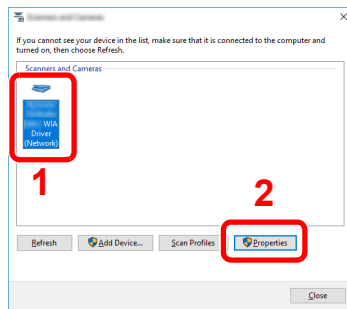 If you cannot see your device in the list, make sure that it is connected to the computer and
turned on, then choose Refresh.
Scanners and Cameras
WIA
Driver
(Network)
1
2
Refresh
Add Device...
Scan Profiles
Properties
Close